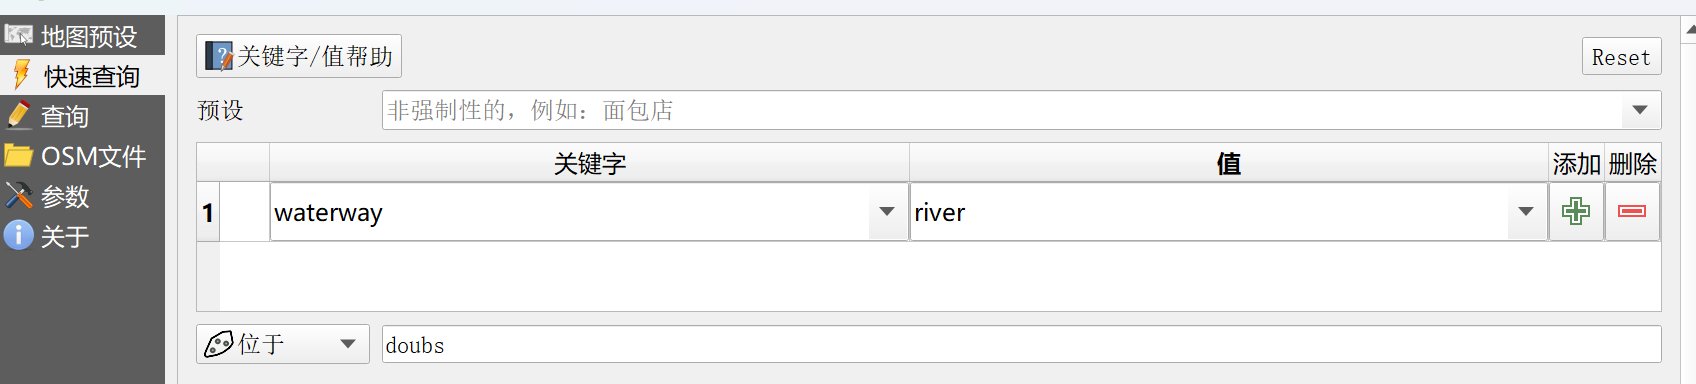 地图预设
快速查询
查询
OSM文件
参数
关于
关键字/值帮助
Reset
预设
非强制性的，例如：面包店
关键字 值 添加 删除
1 waterway river
位于 doubs